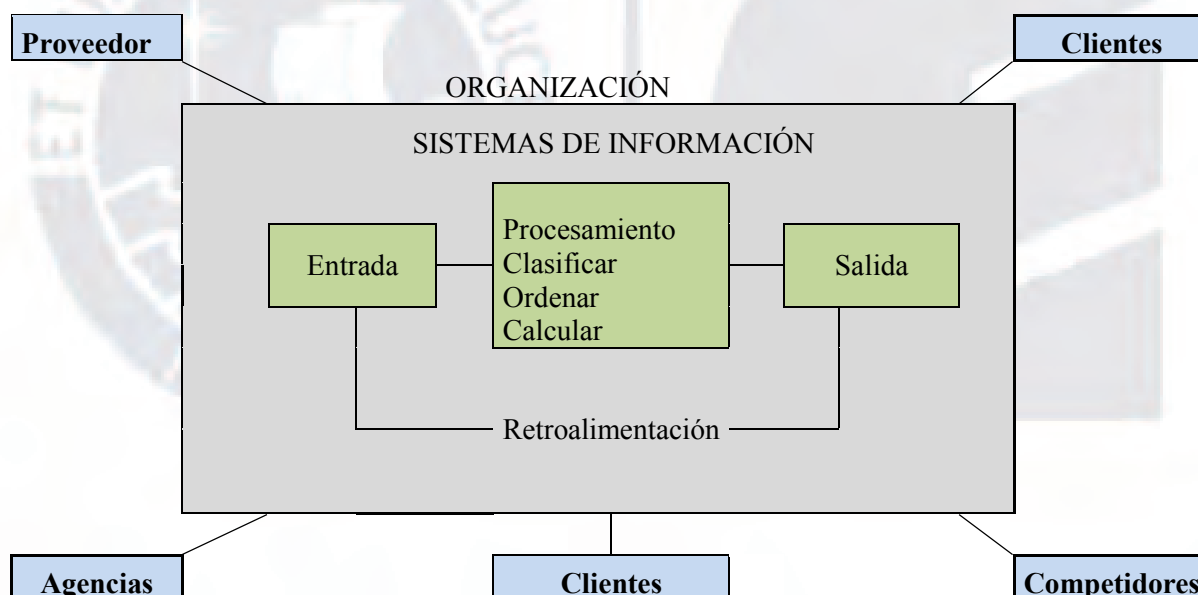 Proveedor
Clientes
ORGANIZACIÓN
SISTEMAS DE INFORMACIÓN
Entrada
Procesamiento
Clasificar
Ordenar
Calcular
Salida
Retroalimentación
Agencias
Clientes
Competidores